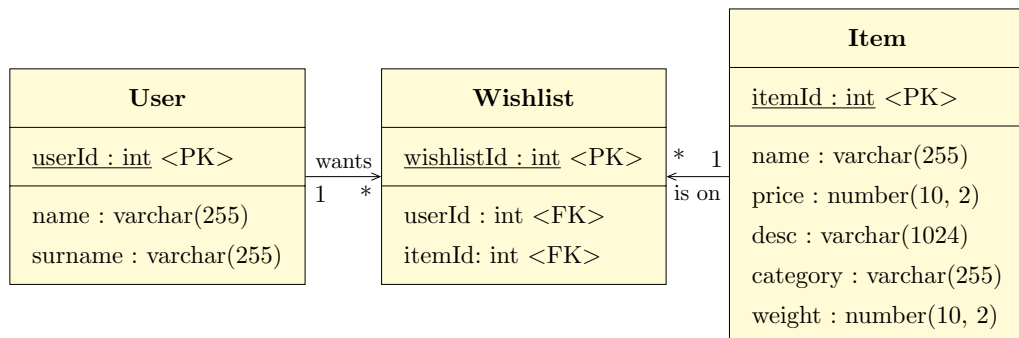 User
userId : int <PK>
name : varchar(255)
surname : varchar(255)
wants
1 *
Wishlist
wishlistId : int <PK>
userId : int <FK>
itemId: int <FK>
* 1
is on
Item
itemId : int <PK>
name : varchar(255)
price : number(10, 2)
desc : varchar(1024)
category : varchar(255)
weight : number(10, 2)